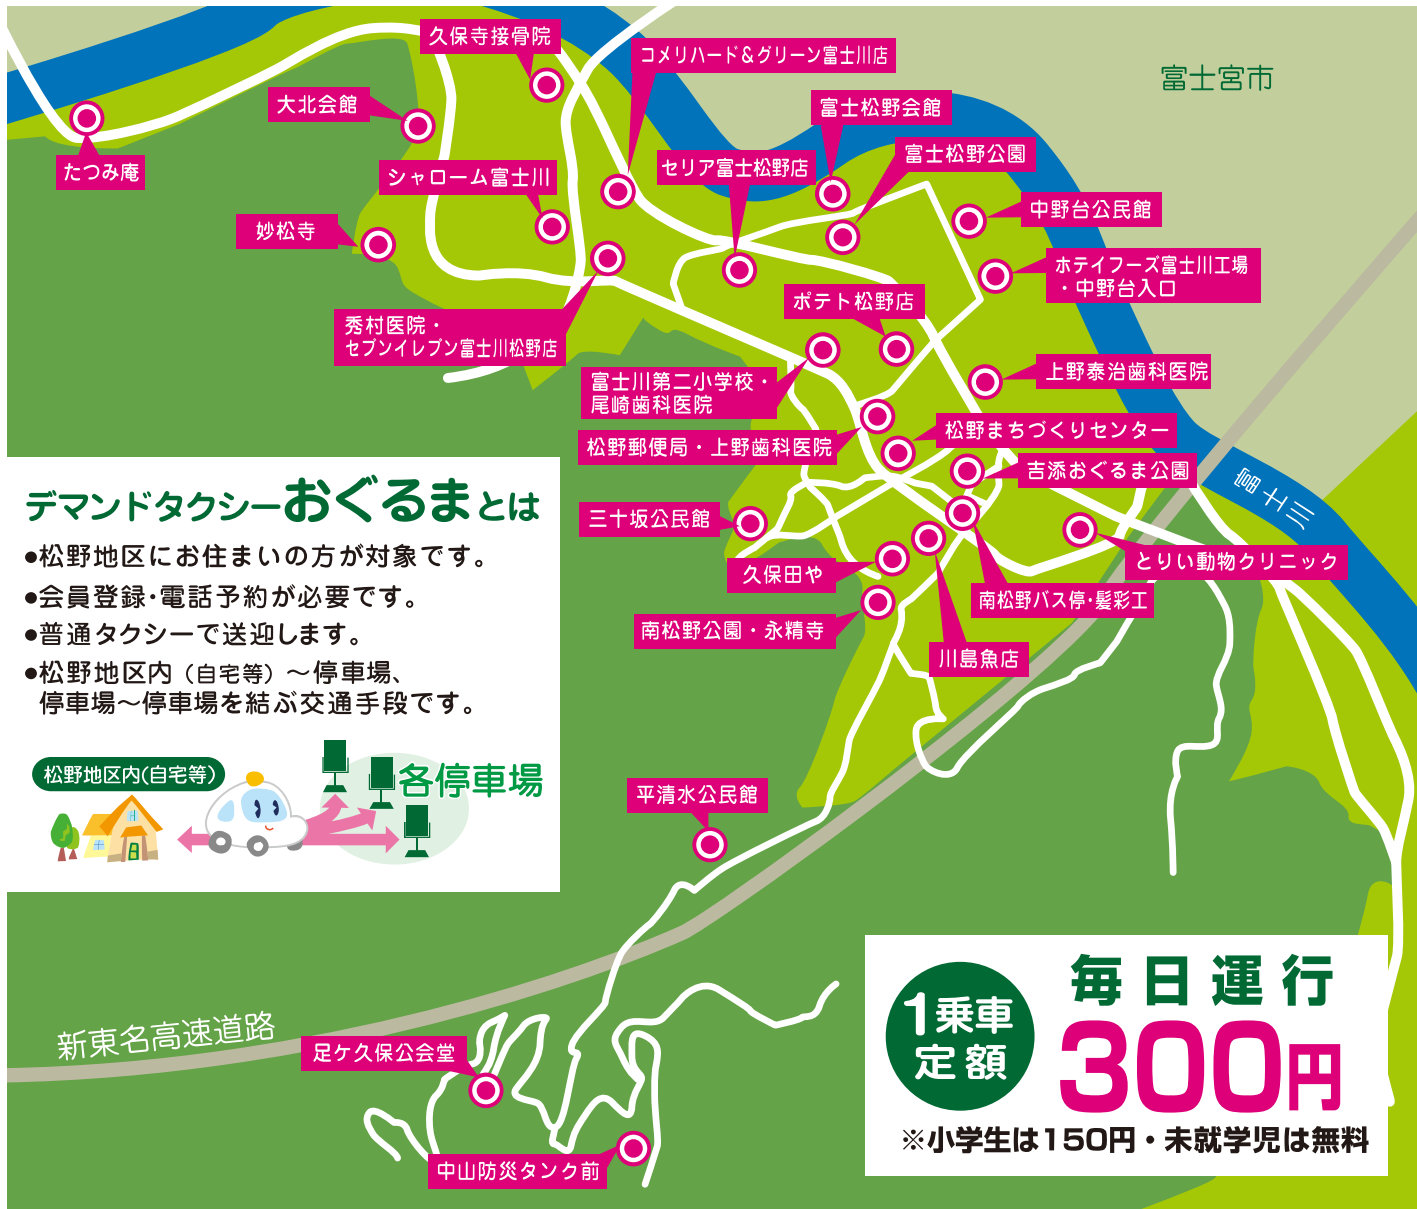 久保寺接骨院
コメリハード＆グリーン富士川店
富士宮市
大北会館
富士松野会館
たつみ庵
シャローム富士川
セリア富士松野店
富士松野公園
中野台公民館
妙松寺
ホテイフーズ富士川工場
・中野台入口
ポテト松野店
秀村医院・
セブンイレブン富士川松野店
上野泰治歯科医院
富士川第二小学校・
尾崎歯科医院
松野郵便局・上野歯科医院
松野まちづくりセンター
吉添おぐるま公園
富士川
三十坂公民館
とりい動物クリニック
久保田や
南松野バス停・髪彩工
南松野公園・永精寺
川島魚店
デマンドタクシーおぐるまとは
●松野地区にお住まいの方が対象です。
●会員登録・電話予約が必要です。
●普通タクシーで送迎します。
●松野地区内（自宅等）～停車場、
停車場～停車場を結ぶ交通手段です。
松野地区内(自宅等)
各停車場
平清水公民館
新東名高速道路
足ケ久保公会堂
中山防災タンク前
1乗車
定額
毎日運行
300円
※小学生は150円・未就学児は無料